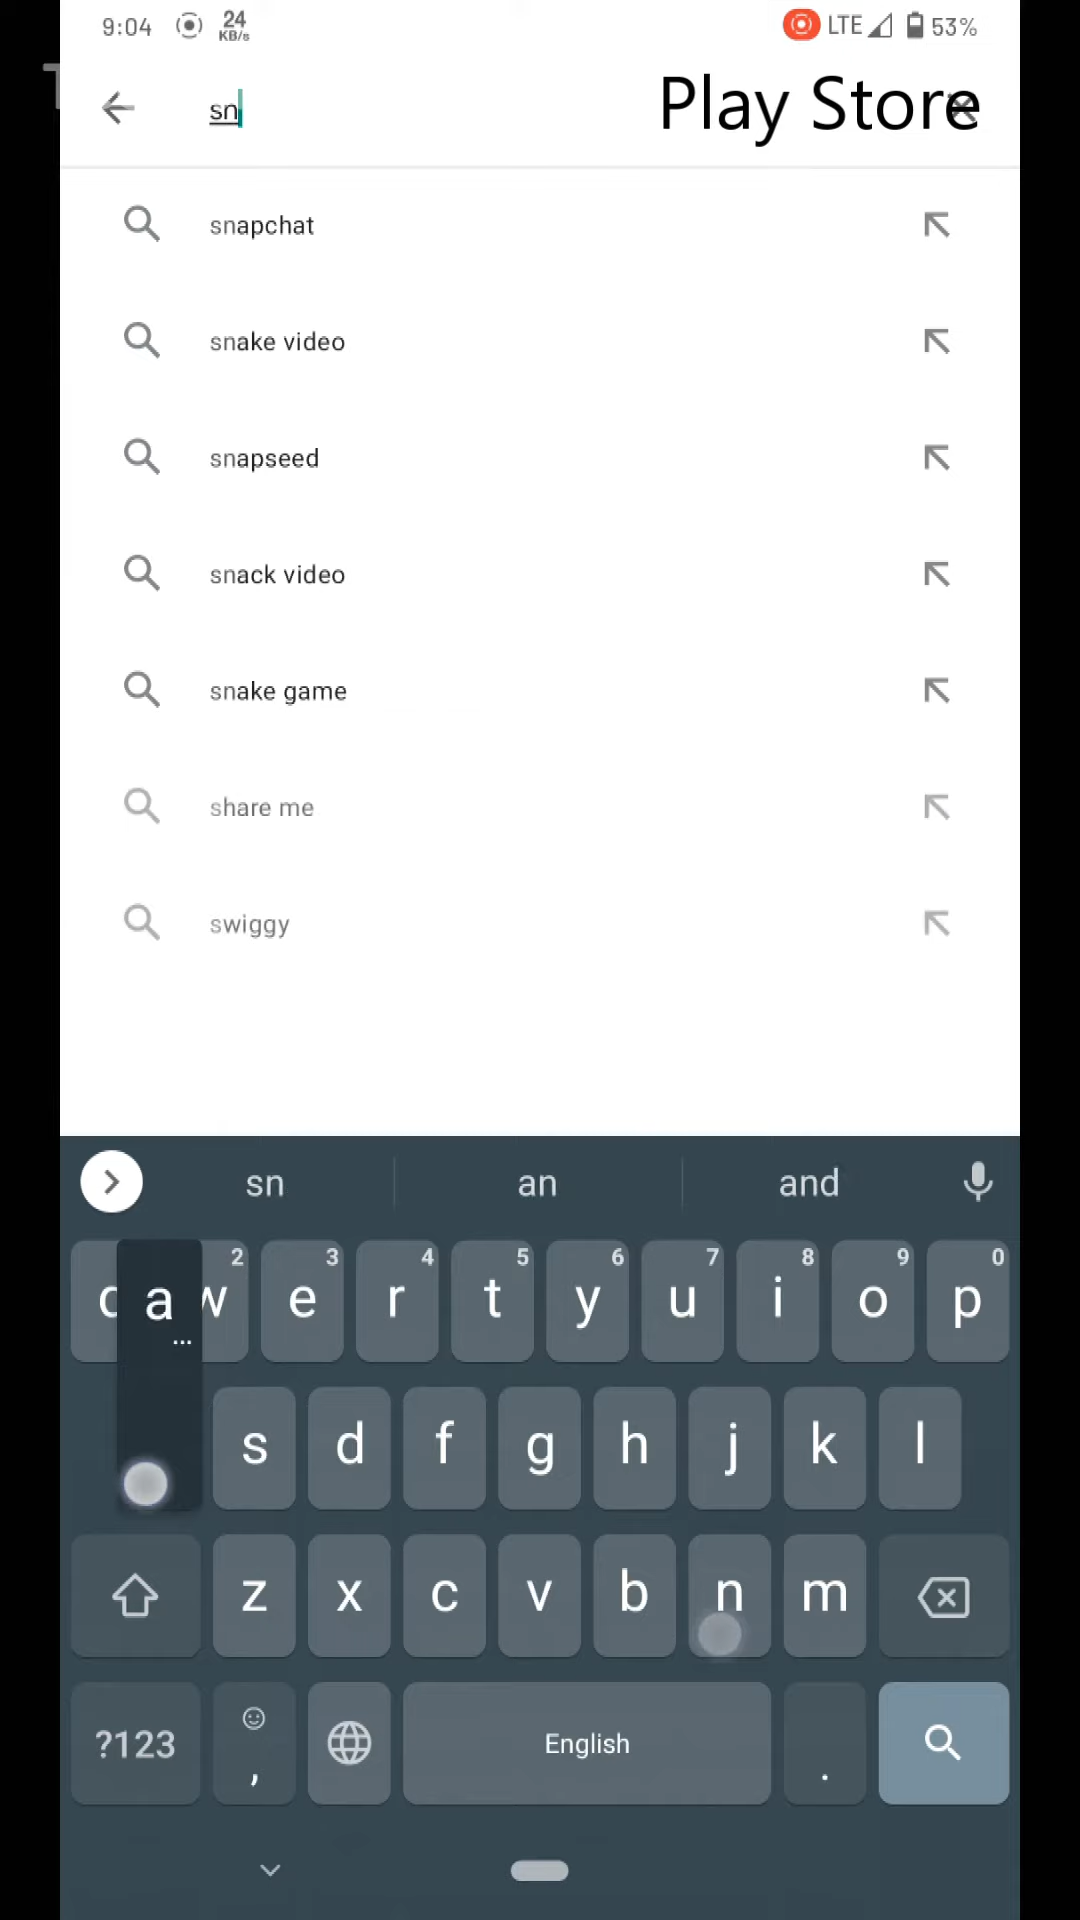 9:04 24 KB/s LTE 53%
T
sn Play Store
snapchat
snake video
snapseed
snack video
snake game
share me
swiggy
sn an and
a w 2 e 3 r 4 t 5 y 6 u 7 i 8 o 9 p 0
s d f g h j k l
z x c v b n m
?123 , English .